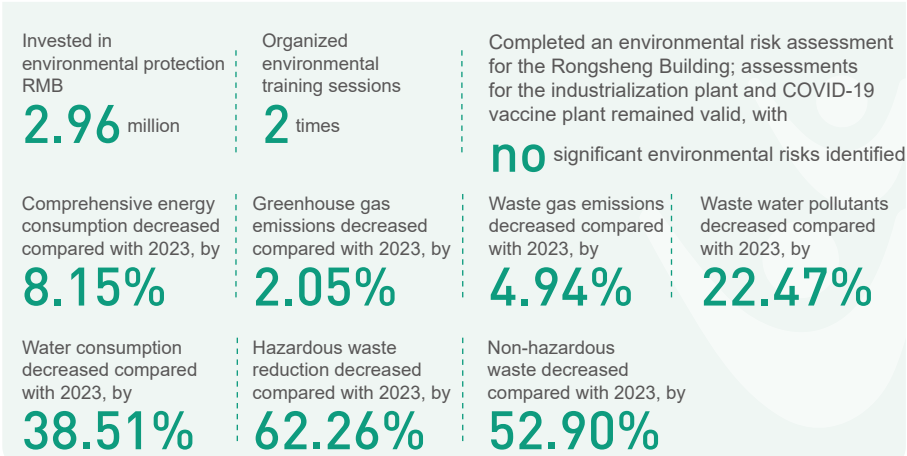 Invested in
environmental protection
RMB
2.96 million
Organized
environmental
training sessions
2 times
Completed an environmental risk assessment
for the Rongsheng Building; assessments
for the industrialization plant and COVID-19
vaccine plant remained valid, with
no significant environmental risks identified
Comprehensive energy
consumption decreased
compared with 2023, by
8.15%
Greenhouse gas
emissions decreased
compared with 2023, by
2.05%
Waste gas emissions
decreased compared
with 2023, by
4.94%
Waste water pollutants
decreased compared
with 2023, by
22.47%
Water consumption
decreased compared
with 2023, by
38.51%
Hazardous waste
reduction decreased
compared with 2023, by
62.26%
Non-hazardous
waste decreased
compared with 2023, by
52.90%